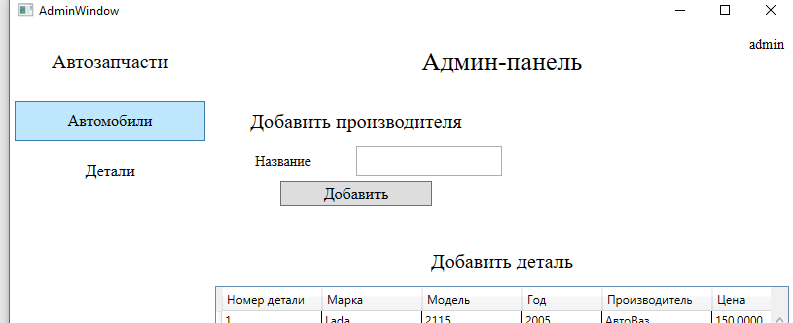 AdminWindow
admin
Автозапчасти
Админ-панель
Автомобили
Детали
Добавить производителя
Название
Добавить
Добавить деталь
Номер детали Марка Модель Год Производитель Цена
1 Lada 2115 2005 АвтоВаз 150,0000